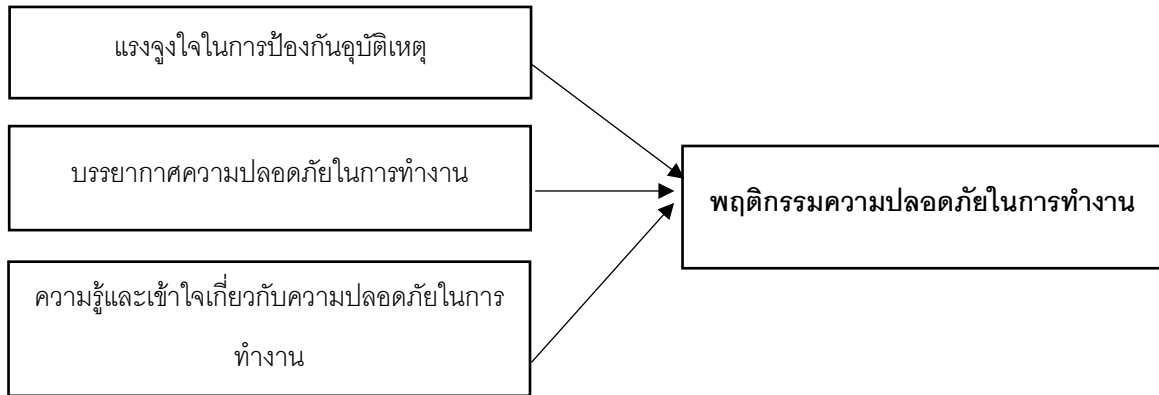 แรงจูงใจในการป้องกันอุบัติเหตุ
บรรยากาศความปลอดภัยในการทำงาน
พฤติกรรมความปลอดภัยในการทำงาน
ความรู้และเข้าใจเกี่ยวกับความปลอดภัยในการ
ทำงาน